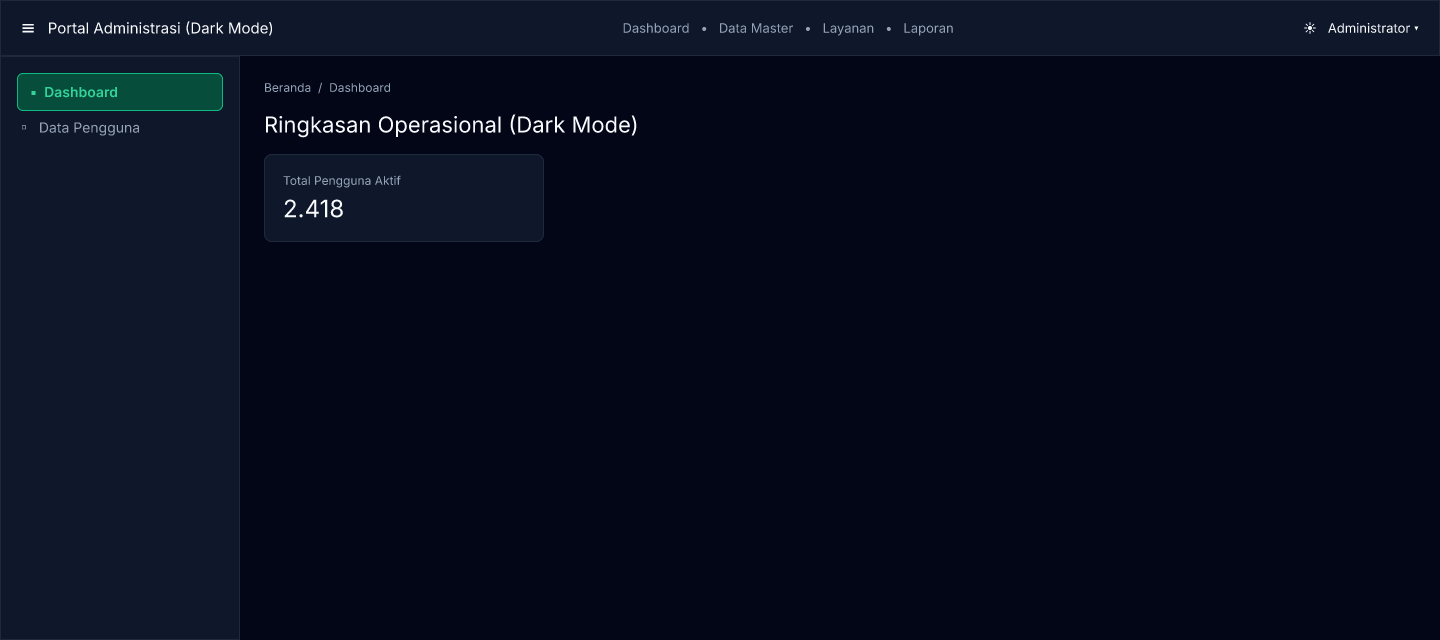 Portal Administrasi (Dark Mode)
Dashboard • Data Master • Layanan • Laporan
Administrator
Dashboard
Data Pengguna
Beranda / Dashboard
Ringkasan Operasional (Dark Mode)
Total Pengguna Aktif
2.418